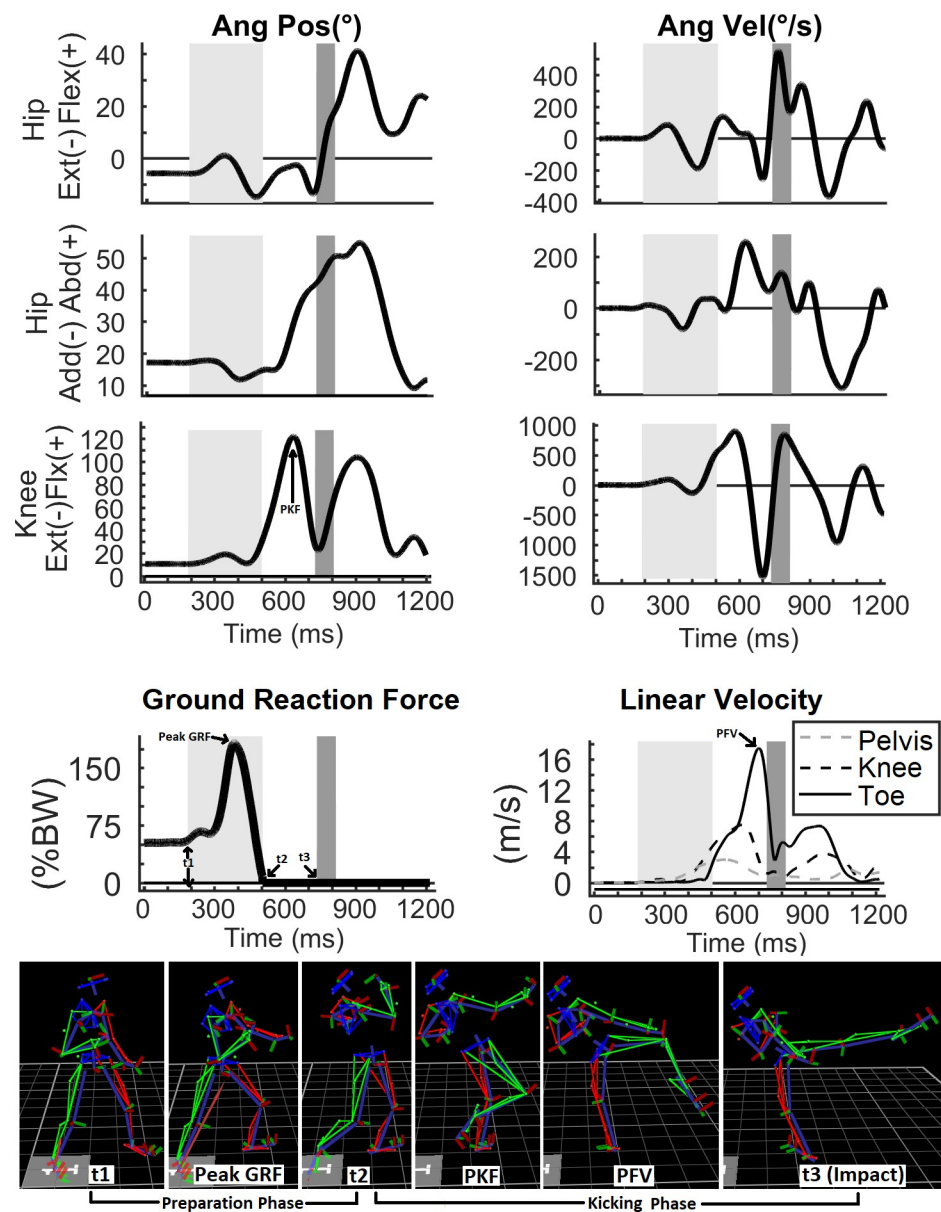 Ang Pos(°)
Ang Vel(°/s)
Hip
Ext(-) Flex(+)
40
20
0
400
200
0
-200
-400
Hip
Add(-) Abd(+)
50
40
30
20
10
200
0
-200
Knee
Ext(-)Flx(+)
120
100
80
60
40
20
0
PKF
1000
500
0
-500
1000
1500
0 300 600 900 1200
Time (ms)
0 300 600 900 1200
Time (ms)
Ground Reaction Force
Linear Velocity
(%BW)
150
75
0
Peak GRF
t1
t2
t3
0 300 600 900 1200
Time (ms)
(m/s)
16
12
8
4
0
PFV
Pelvis
Knee
Toe
0 300 600 900 1200
Time (ms)
t1
Peak GRF
t2
PKF
PFV
t3 (Impact)
Preparation Phase
Kicking Phase